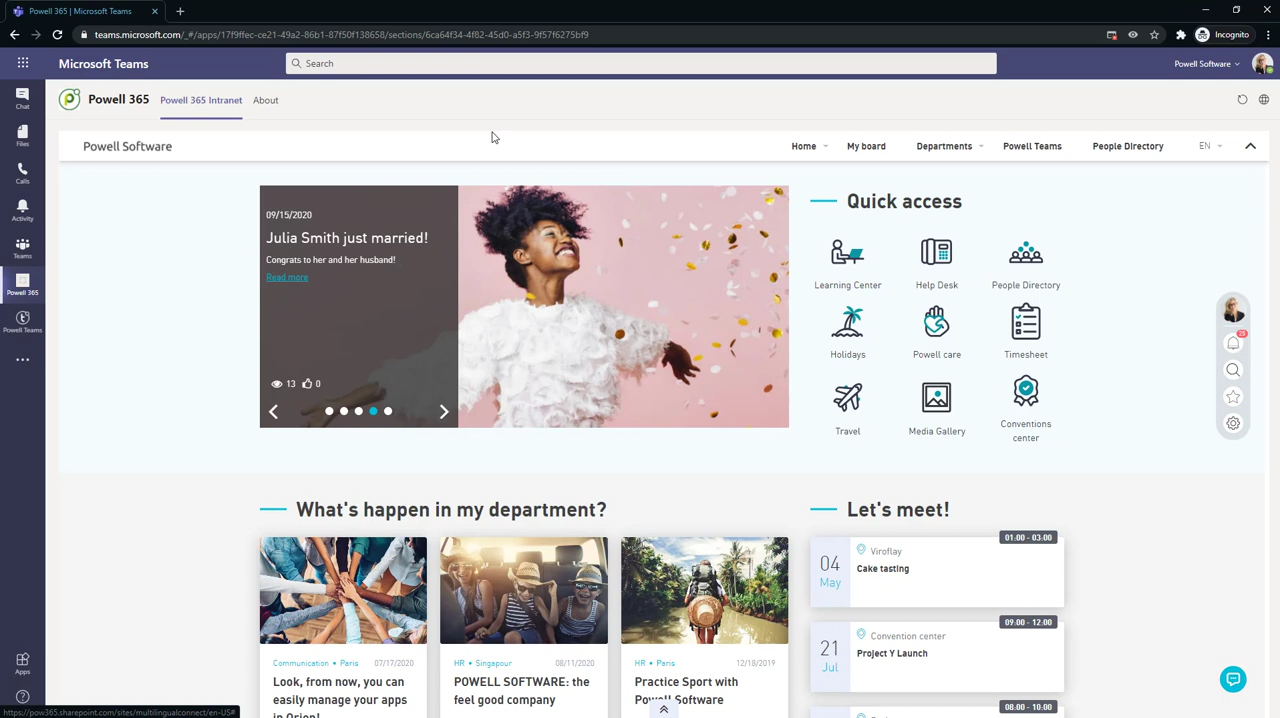 Powell 365 | Microsoft Teams
teams.microsoft.com/_#/apps/17f9ffec-ce21-49a2-86b1-87f50f138658/sections/6ca64f34-4f82-45d0-a5f3-9f57f6275bf9
Incognito
Microsoft Teams
Search
Powell Software
Chat
Files
Calls
Activity
Teams
Powell 365
Powell Teams
Apps
Powell 365
Powell 365 Intranet
About
Powell Software
Home
My board
Departments
Powell Teams
People Directory
EN
09/15/2020
Julia Smith just married!
Congrats to her and her husband!
Read more
13
0
Quick access
Learning Center
Help Desk
People Directory
Holidays
Powell care
Timesheet
Travel
Media Gallery
Conventions
center
25
What's happen in my department?
Communication • Paris
07/17/2020
Look, from now, you can
easily manage your apps
in Orion!
HR • Singapour
08/11/2020
POWELL SOFTWARE: the
feel good company
HR • Paris
12/18/2019
Practice Sport with
Powell Software
Let's meet!
01:00 - 03:00
04
May
Viroflay
Cake tasting
09:00 - 12:00
21
Jul
Convention center
Project Y Launch
08:00 - 10:00
https://pow365.sharepoint.com/sites/multilingualconnect/en-US#